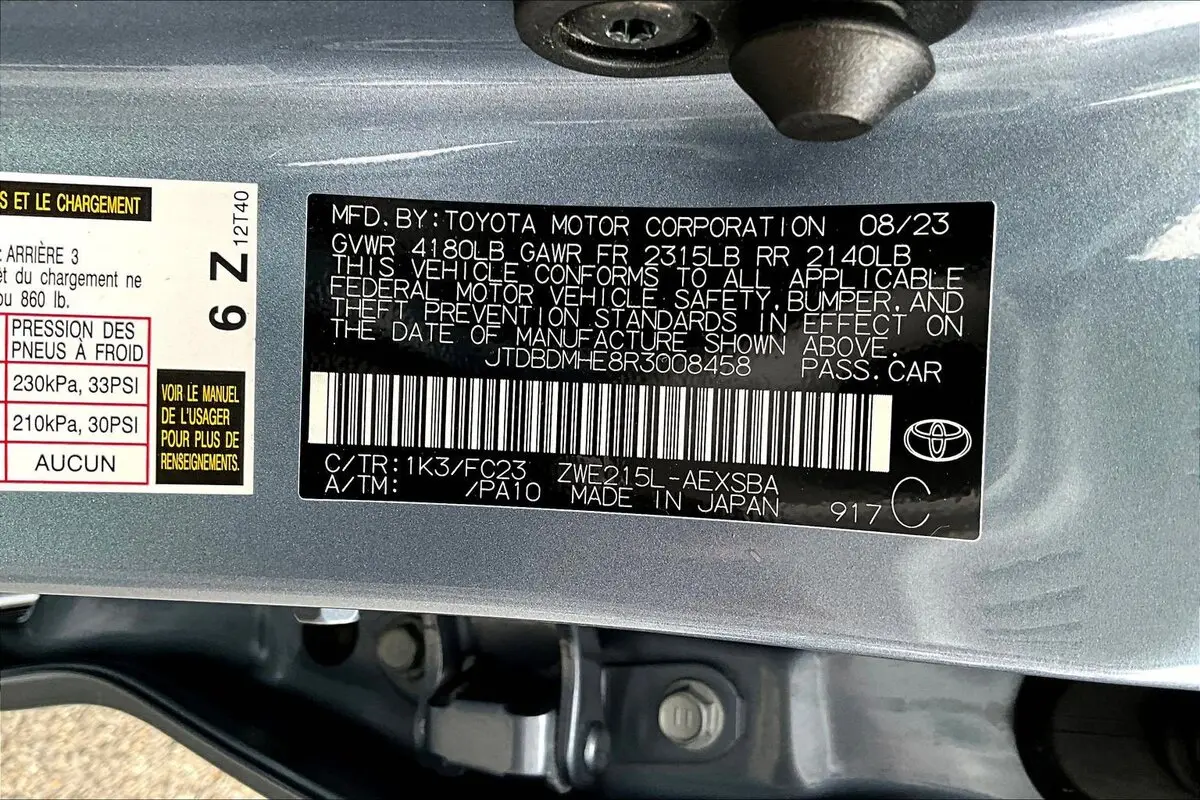 S ET LE CHARGEMENT
: ARRIÈRE 3
et du chargement ne
ou 860 lb.
PRESSION DES
PNEUS À FROID
230kPa, 33PSI
210kPa, 30PSI
AUCUN
6 Z
12T40
VOIR LE MANUEL
DE L'USAGER
POUR PLUS DE
RENSEIGNEMENTS.
MFD. BY: TOYOTA MOTOR CORPORATION 08/23
GVWR 4180LB GAWR FR 2315LB RR 2140LB
THIS VEHICLE CONFORMS TO ALL APPLICABLE
FEDERAL MOTOR VEHICLE SAFETY, BUMPER, AND
THEFT PREVENTION STANDARDS IN EFFECT ON
THE DATE OF MANUFACTURE SHOWN ABOVE.
JTDBDMHE8R3008458 PASS. CAR
C/TR: 1K3/FC23 ZWE215L-AEXSBA
A/TM: /PA10 MADE IN JAPAN 917 C